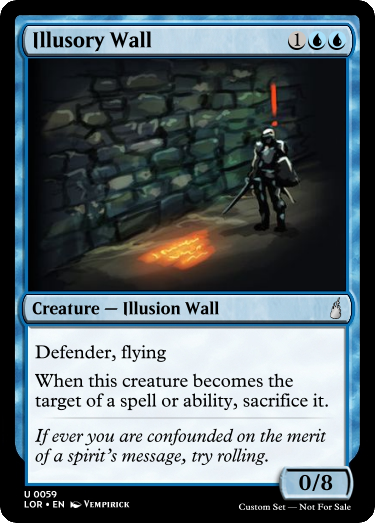 Illusory Wall 1
Creature — Illusion Wall
Defender, flying
When this creature becomes the
target of a spell or ability, sacrifice it.
If ever you are confounded on the merit
of a spirit's message, try rolling.
0/8
U 0059
LOR • EN VEMPIRICK
Custom Set — Not For Sale